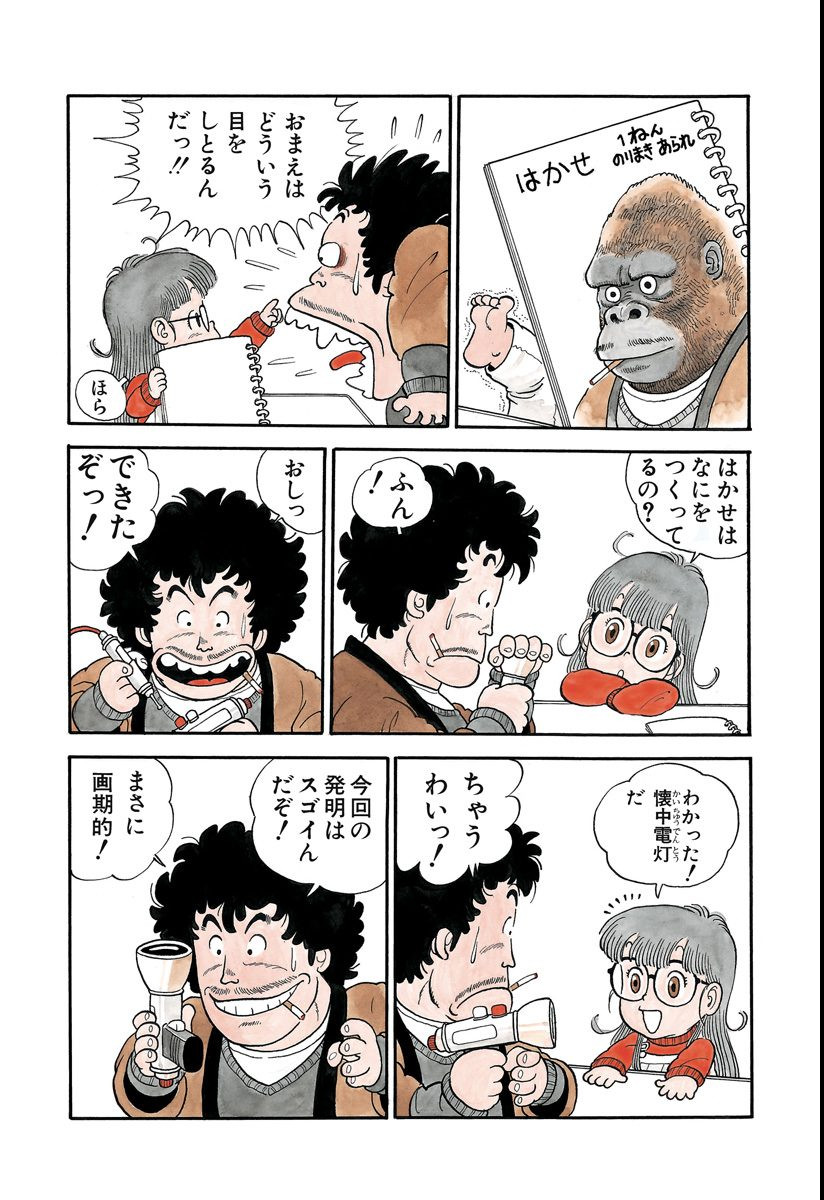 1ねん
のりまき あられ
はかせ
おまえは
どういう
目を
しとるん
だっ!!
ほら
はかせは
なにを
つくって
るの?
ふん
!
おしっ
できた
ぞっ!
わかった!
懐中電灯
かいちゅうでんとう
だ
ちゃう
わいっ!
今回の
発明は
スゴイん
だぞ!
まさに
画期的!